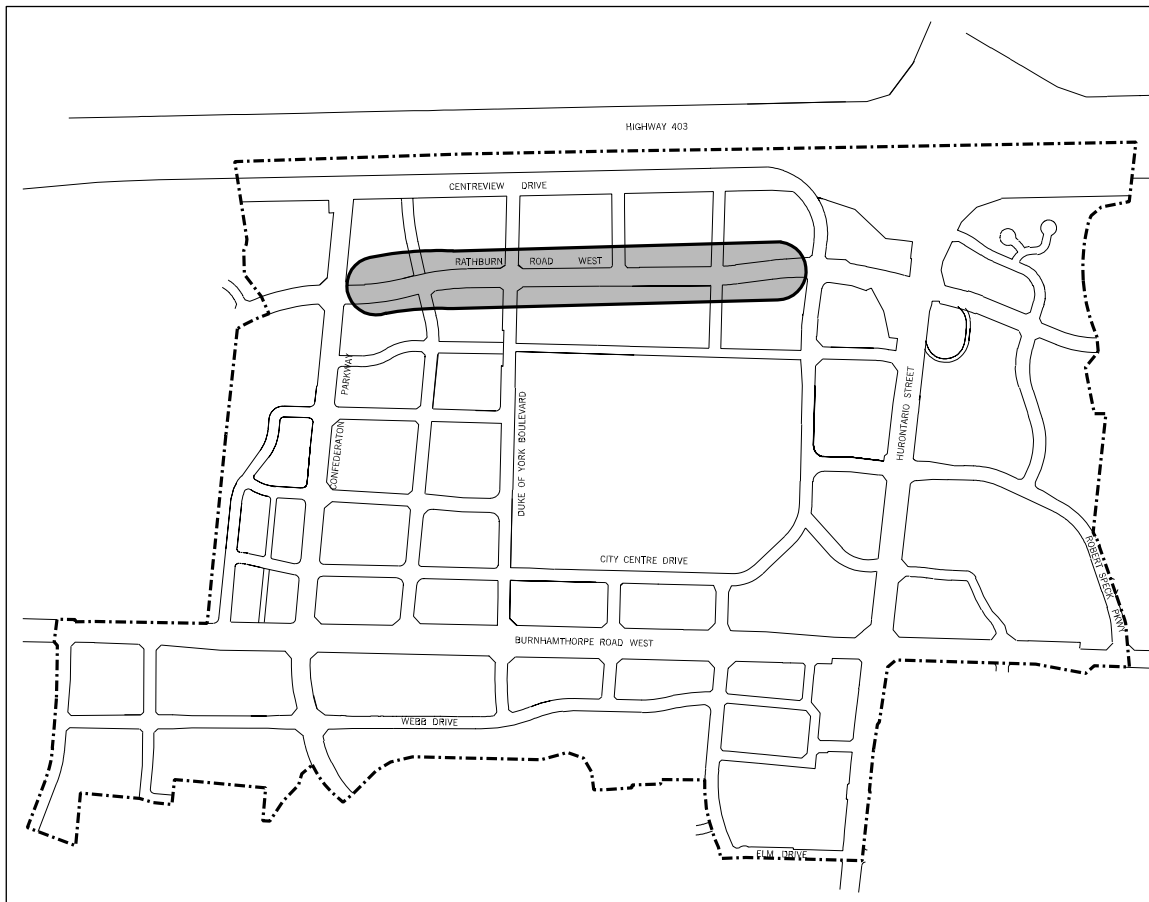 HIGHWAY 403
CENTREVIEW DRIVE
RATHBURN ROAD WEST
PARKWAY
CONFEDERATON
DUKE OF YORK BOULEVARD
HURONTARIO STREET
CITY CENTRE DRIVE
ROBERT SPECK PKWY
BURNHAMTHORPE ROAD WEST
WEBB DRIVE
ELM DRIVE